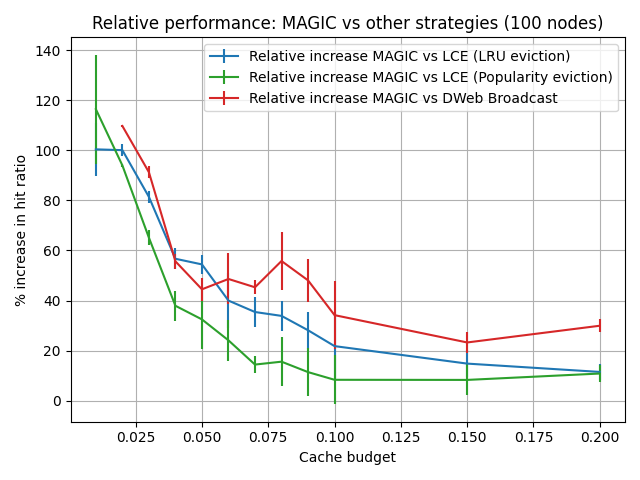 Relative performance: MAGIC vs other strategies (100 nodes)
Relative increase MAGIC vs LCE (LRU eviction)
Relative increase MAGIC vs LCE (Popularity eviction)
Relative increase MAGIC vs DWeb Broadcast
% increase in hit ratio
140
120
100
80
60
40
20
0
0.025 0.050 0.075 0.100 0.125 0.150 0.175 0.200
Cache budget